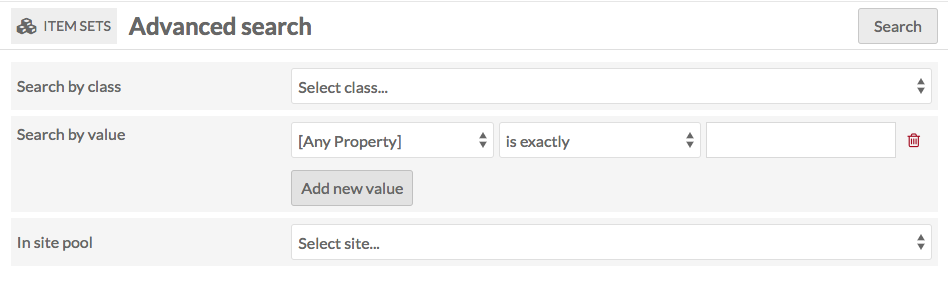 ITEM SETS Advanced search Search
Search by class Select class...
Search by value [Any Property] is exactly
Add new value
In site pool Select site...